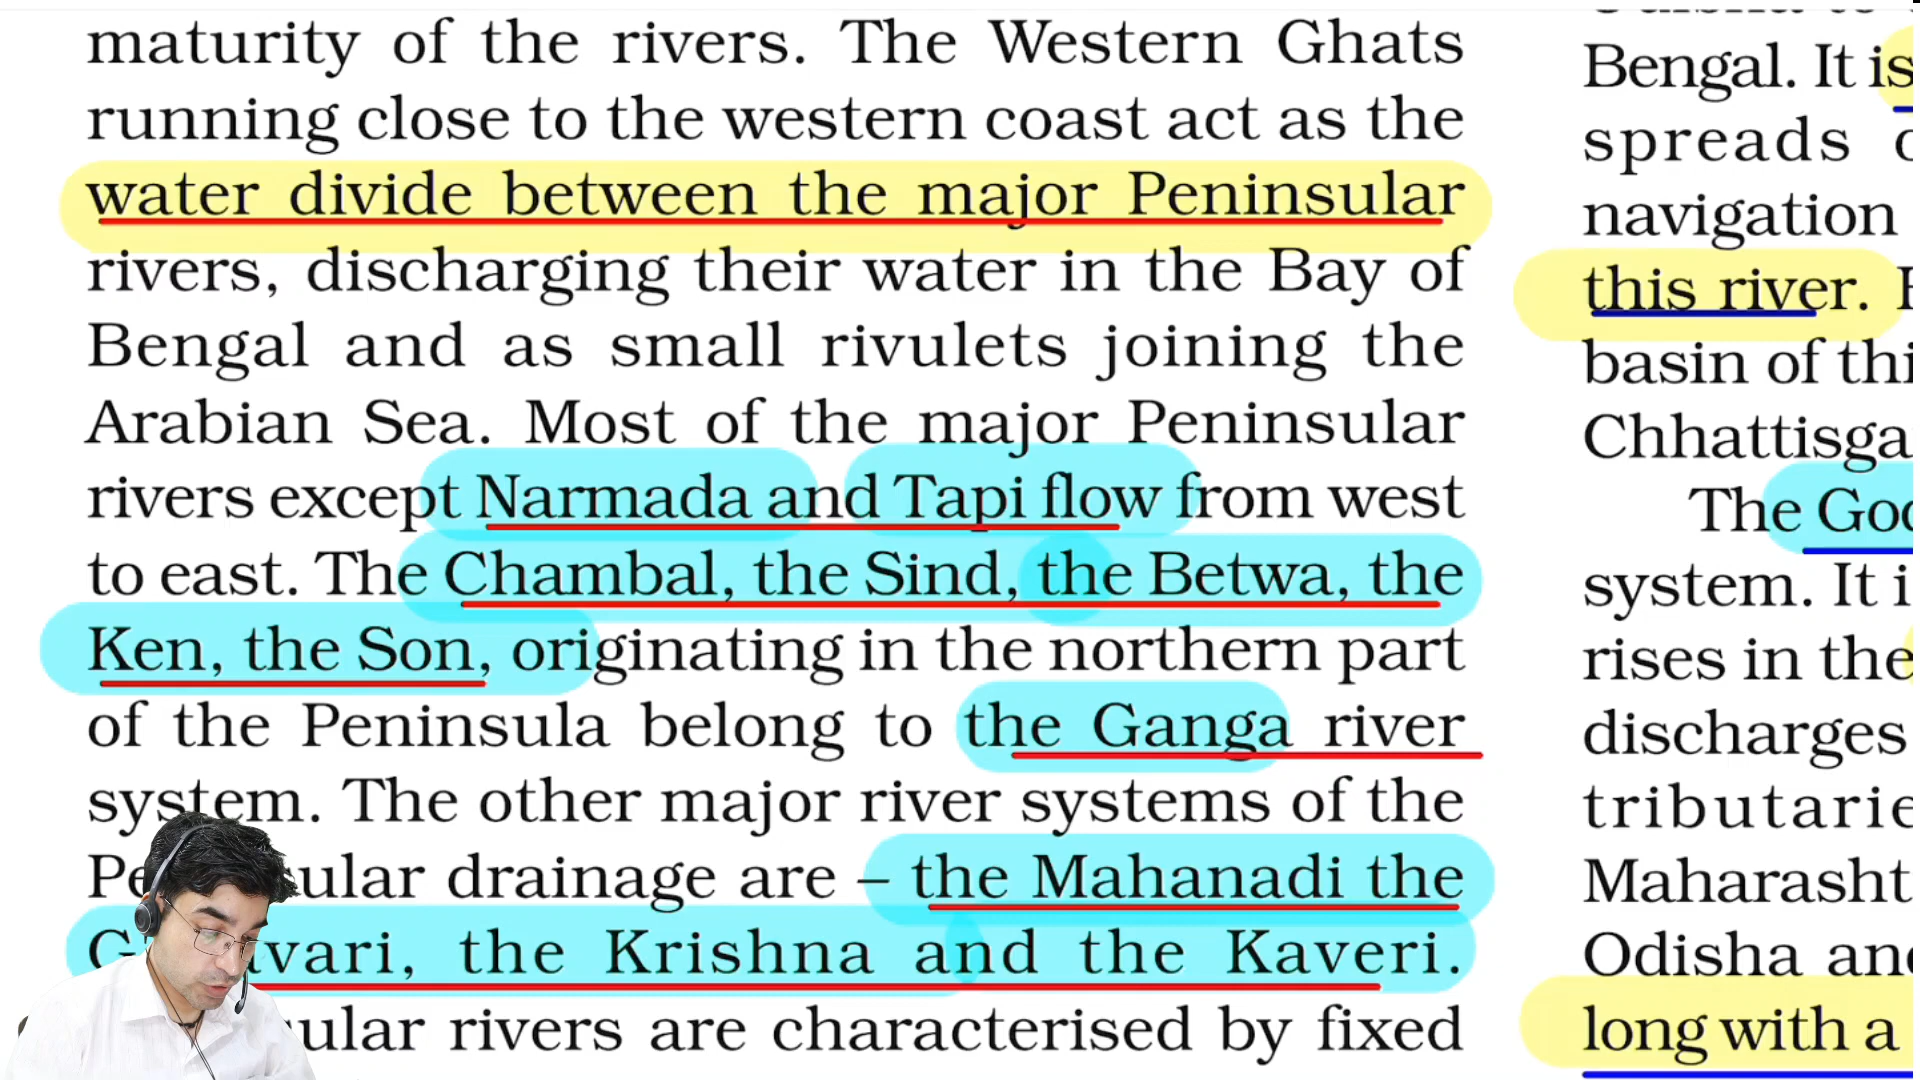 maturity of the rivers. The Western Ghats
running close to the western coast act as the
water divide between the major Peninsular
rivers, discharging their water in the Bay of
Bengal and as small rivulets joining the
Arabian Sea. Most of the major Peninsular
rivers except Narmada and Tapi flow from west
to east. The Chambal, the Sind, the Betwa, the
Ken, the Son, originating in the northern part
of the Peninsula belong to the Ganga river
system. The other major river systems of the
ular drainage are – the Mahanadi the
vari, the Krishna and the Kaveri.
ular rivers are characterised by fixed
Bengal. It is
spreads
navigation
this river.
basin of thi
Chhattisga
The God
system. It i
rises in the
discharges
tributarie
Maharasht
Odisha and
long with a